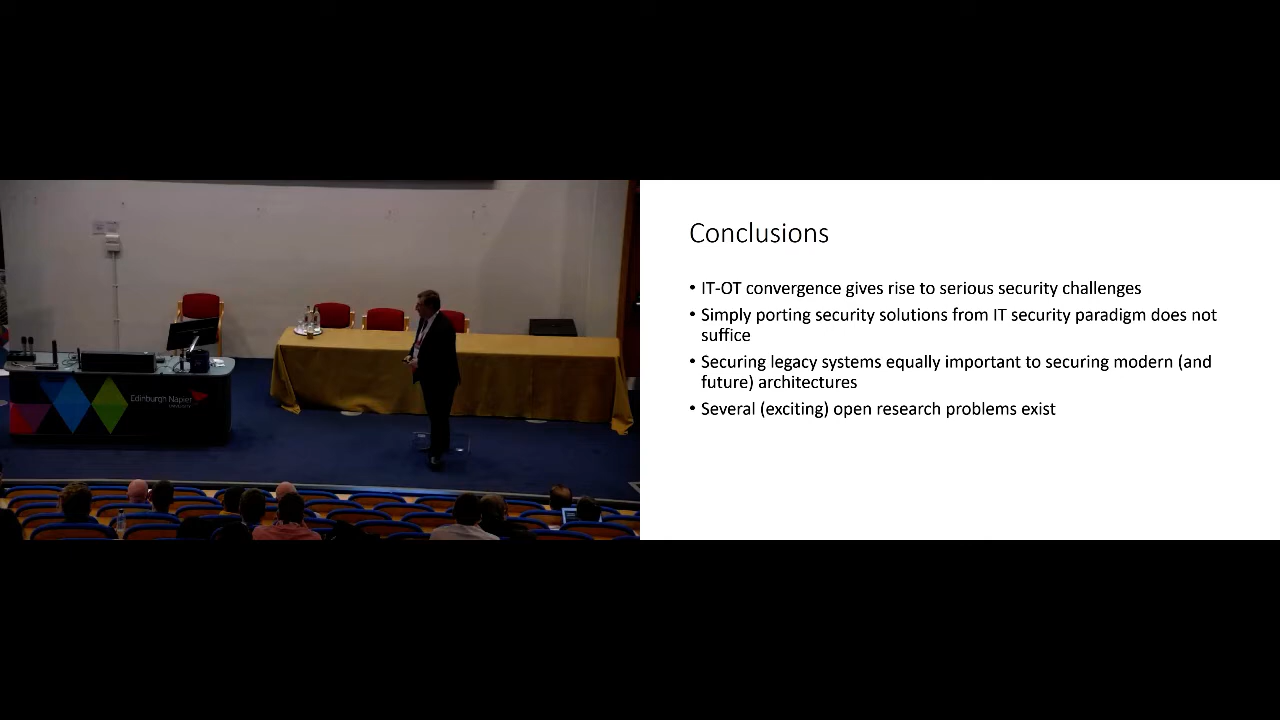 Edinburgh Napier
UNIVERSITY
Conclusions
• IT-OT convergence gives rise to serious security challenges
• Simply porting security solutions from IT security paradigm does not
suffice
• Securing legacy systems equally important to securing modern (and
future) architectures
• Several (exciting) open research problems exist